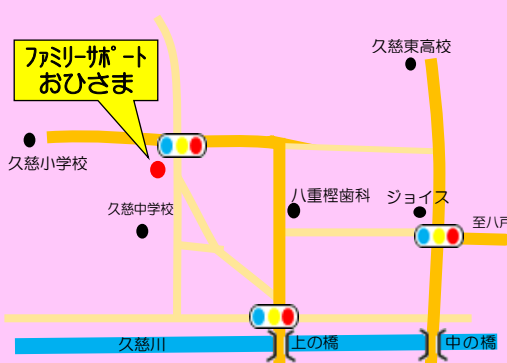 ファミリーサポート
おひさま
久慈東高校
久慈小学校
久慈中学校
八重樫歯科
ジョイス
至八戸
久慈川
上の橋
中の橋